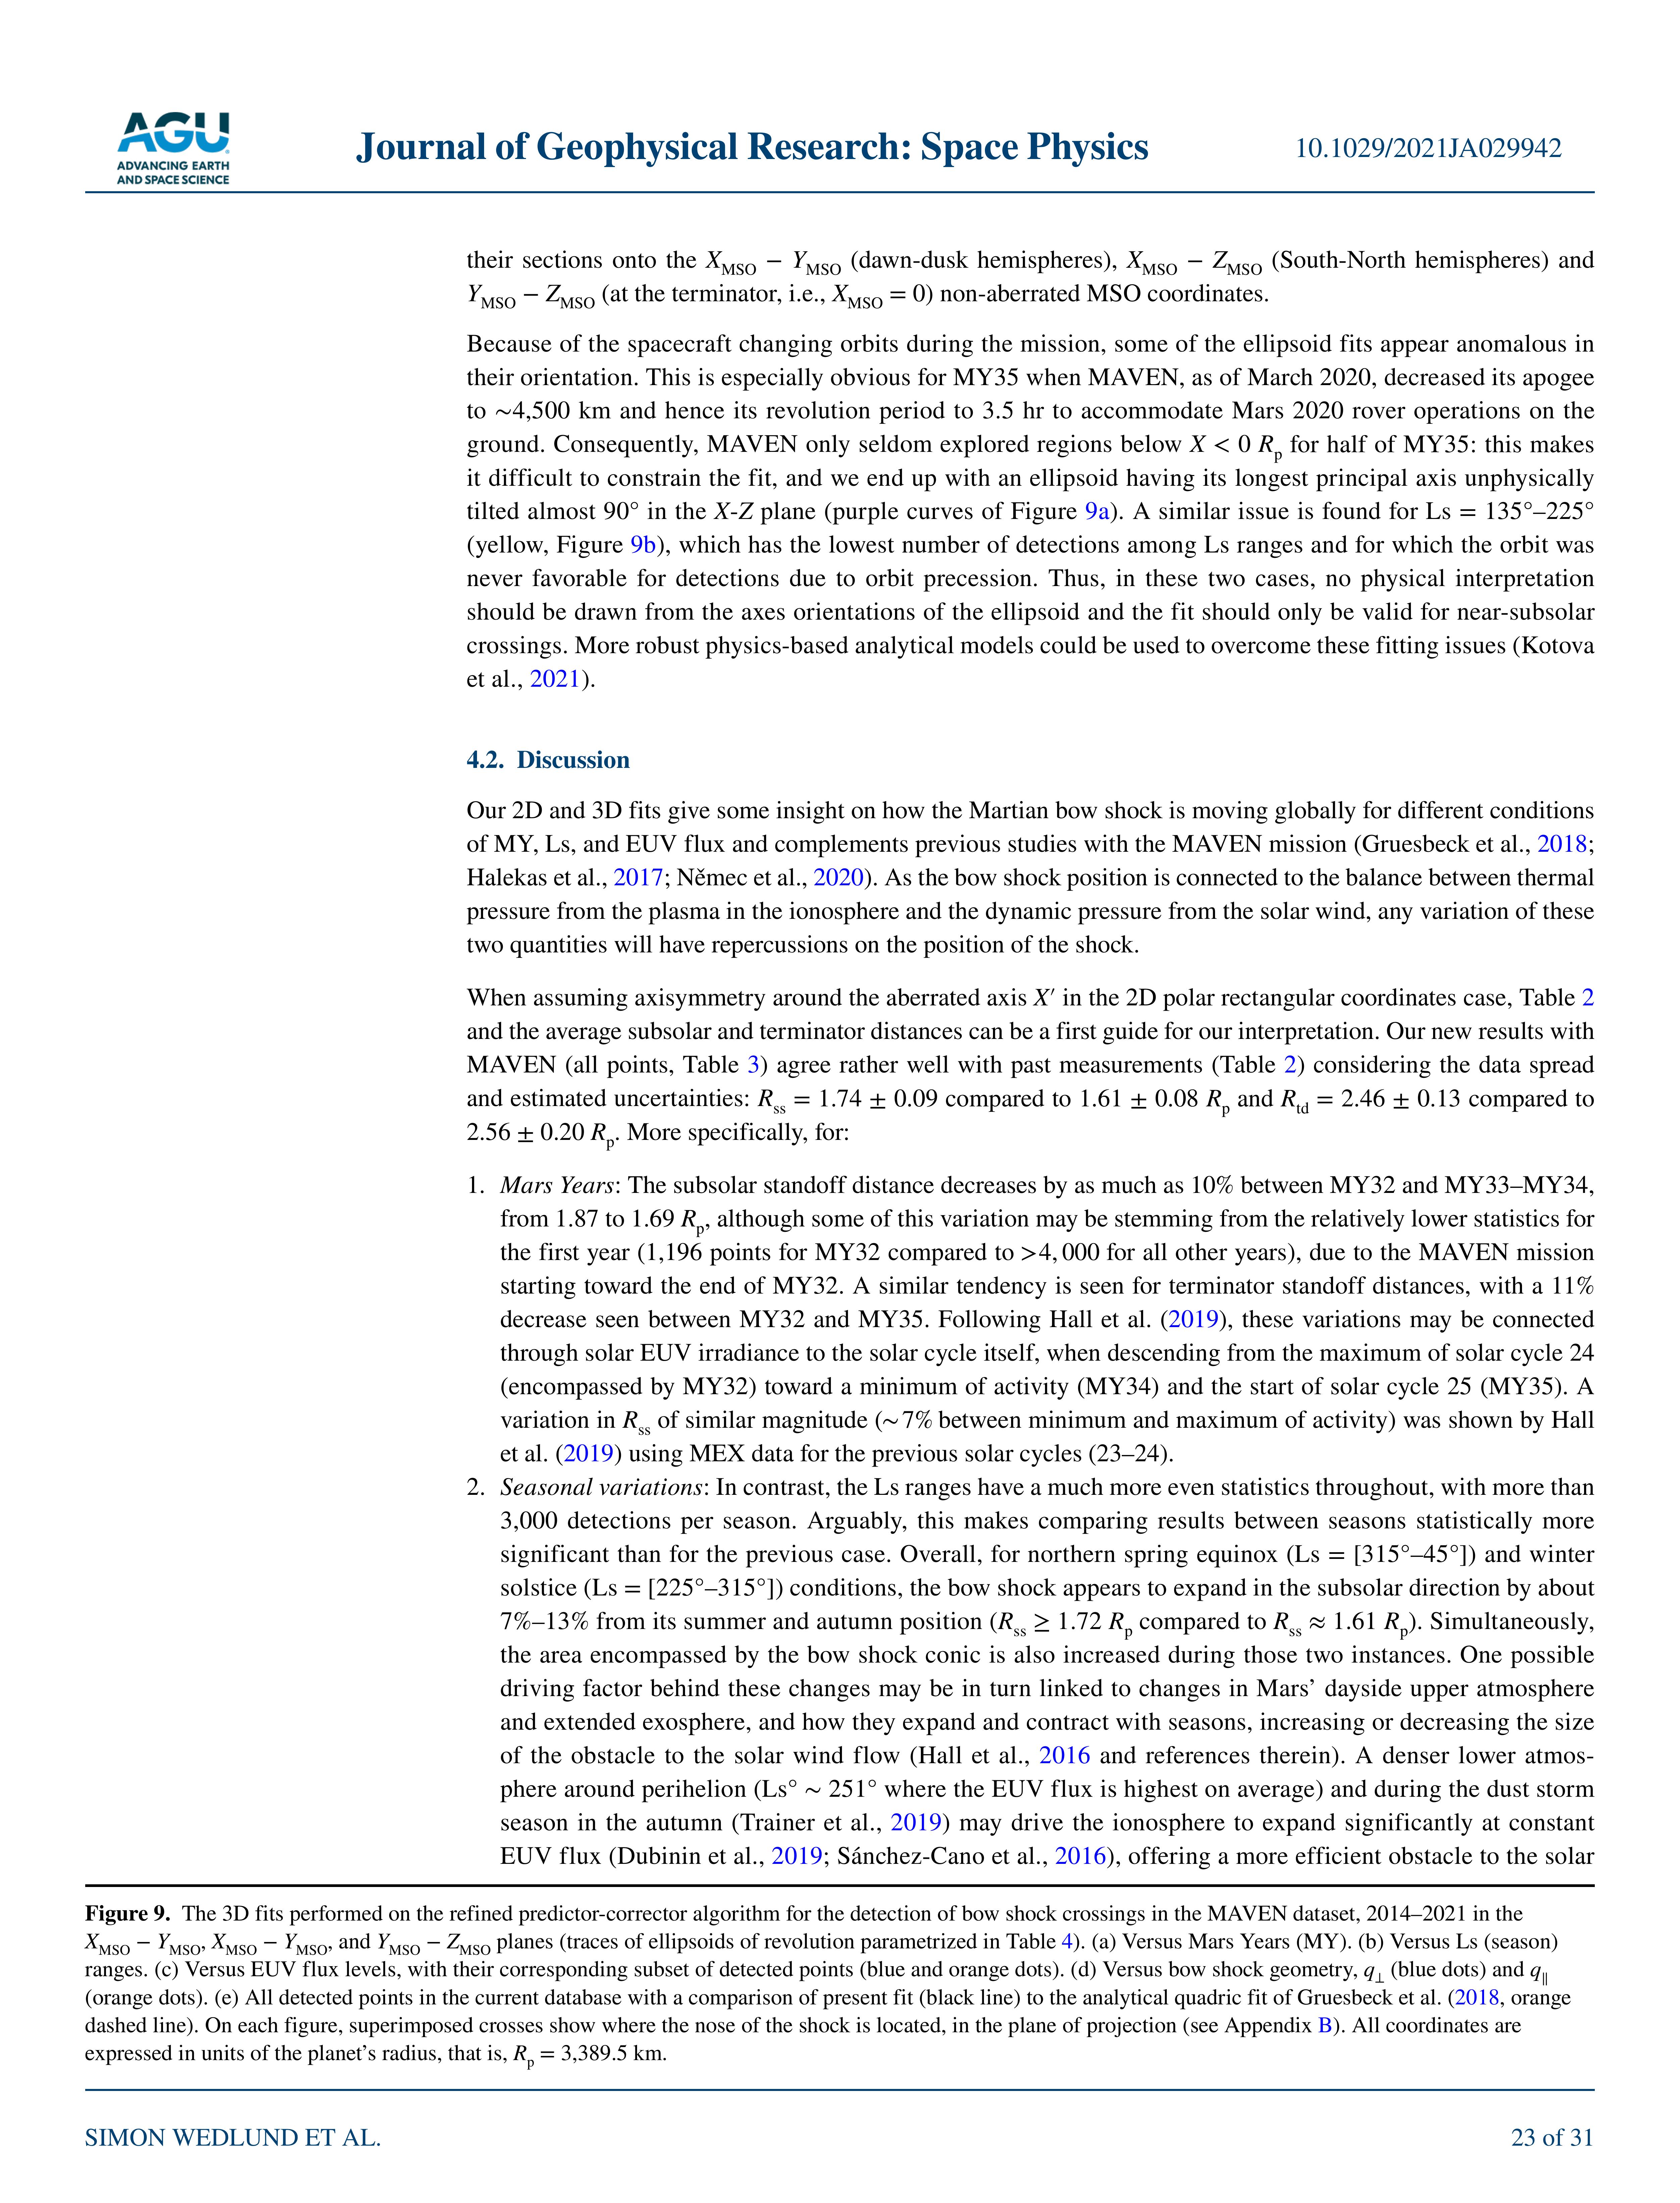 AGU
ADVANCING EARTH
AND SPACE SCIENCE
Journal of Geophysical Research: Space Physics
10.1029/2021JA029942
their sections onto the X_MSO − Y_MSO (dawn-dusk hemispheres), X_MSO − Z_MSO (South-North hemispheres) and
Y_MSO − Z_MSO (at the terminator, i.e., X_MSO = 0) non-aberrated MSO coordinates.
Because of the spacecraft changing orbits during the mission, some of the ellipsoid fits appear anomalous in
their orientation. This is especially obvious for MY35 when MAVEN, as of March 2020, decreased its apogee
to ∼4,500 km and hence its revolution period to 3.5 hr to accommodate Mars 2020 rover operations on the
ground. Consequently, MAVEN only seldom explored regions below X < 0 R_p for half of MY35: this makes
it difficult to constrain the fit, and we end up with an ellipsoid having its longest principal axis unphysically
tilted almost 90° in the X-Z plane (purple curves of Figure 9a). A similar issue is found for Ls = 135°–225°
(yellow, Figure 9b), which has the lowest number of detections among Ls ranges and for which the orbit was
never favorable for detections due to orbit precession. Thus, in these two cases, no physical interpretation
should be drawn from the axes orientations of the ellipsoid and the fit should only be valid for near-subsolar
crossings. More robust physics-based analytical models could be used to overcome these fitting issues (Kotova
et al., 2021).
4.2. Discussion
Our 2D and 3D fits give some insight on how the Martian bow shock is moving globally for different conditions
of MY, Ls, and EUV flux and complements previous studies with the MAVEN mission (Gruesbeck et al., 2018;
Halekas et al., 2017; Němec et al., 2020). As the bow shock position is connected to the balance between thermal
pressure from the plasma in the ionosphere and the dynamic pressure from the solar wind, any variation of these
two quantities will have repercussions on the position of the shock.
When assuming axisymmetry around the aberrated axis X′ in the 2D polar rectangular coordinates case, Table 2
and the average subsolar and terminator distances can be a first guide for our interpretation. Our new results with
MAVEN (all points, Table 3) agree rather well with past measurements (Table 2) considering the data spread
and estimated uncertainties: R_ss = 1.74 ± 0.09 compared to 1.61 ± 0.08 R_p and R_td = 2.46 ± 0.13 compared to
2.56 ± 0.20 R_p. More specifically, for:
1. Mars Years: The subsolar standoff distance decreases by as much as 10% between MY32 and MY33–MY34,
from 1.87 to 1.69 R_p, although some of this variation may be stemming from the relatively lower statistics for
the first year (1,196 points for MY32 compared to >4,000 for all other years), due to the MAVEN mission
starting toward the end of MY32. A similar tendency is seen for terminator standoff distances, with a 11%
decrease seen between MY32 and MY35. Following Hall et al. (2019), these variations may be connected
through solar EUV irradiance to the solar cycle itself, when descending from the maximum of solar cycle 24
(encompassed by MY32) toward a minimum of activity (MY34) and the start of solar cycle 25 (MY35). A
variation in R_ss of similar magnitude (∼7% between minimum and maximum of activity) was shown by Hall
et al. (2019) using MEX data for the previous solar cycles (23–24).
2. Seasonal variations: In contrast, the Ls ranges have a much more even statistics throughout, with more than
3,000 detections per season. Arguably, this makes comparing results between seasons statistically more
significant than for the previous case. Overall, for northern spring equinox (Ls = [315°–45°]) and winter
solstice (Ls = [225°–315°]) conditions, the bow shock appears to expand in the subsolar direction by about
7%–13% from its summer and autumn position (R_ss ≥ 1.72 R_p compared to R_ss ≈ 1.61 R_p). Simultaneously,
the area encompassed by the bow shock conic is also increased during those two instances. One possible
driving factor behind these changes may be in turn linked to changes in Mars’ dayside upper atmosphere
and extended exosphere, and how they expand and contract with seasons, increasing or decreasing the size
of the obstacle to the solar wind flow (Hall et al., 2016 and references therein). A denser lower atmos-
phere around perihelion (Ls° ∼ 251° where the EUV flux is highest on average) and during the dust storm
season in the autumn (Trainer et al., 2019) may drive the ionosphere to expand significantly at constant
EUV flux (Dubinin et al., 2019; Sánchez-Cano et al., 2016), offering a more efficient obstacle to the solar
Figure 9. The 3D fits performed on the refined predictor-corrector algorithm for the detection of bow shock crossings in the MAVEN dataset, 2014–2021 in the
X_MSO − Y_MSO, X_MSO − Y_MSO, and Y_MSO − Z_MSO planes (traces of ellipsoids of revolution parametrized in Table 4). (a) Versus Mars Years (MY). (b) Versus Ls (season)
ranges. (c) Versus EUV flux levels, with their corresponding subset of detected points (blue and orange dots). (d) Versus bow shock geometry, q_⊥ (blue dots) and q_∥
(orange dots). (e) All detected points in the current database with a comparison of present fit (black line) to the analytical quadric fit of Gruesbeck et al. (2018, orange
dashed line). On each figure, superimposed crosses show where the nose of the shock is located, in the plane of projection (see Appendix B). All coordinates are
expressed in units of the planet’s radius, that is, R_p = 3,389.5 km.
SIMON WEDLUND ET AL.
23 of 31